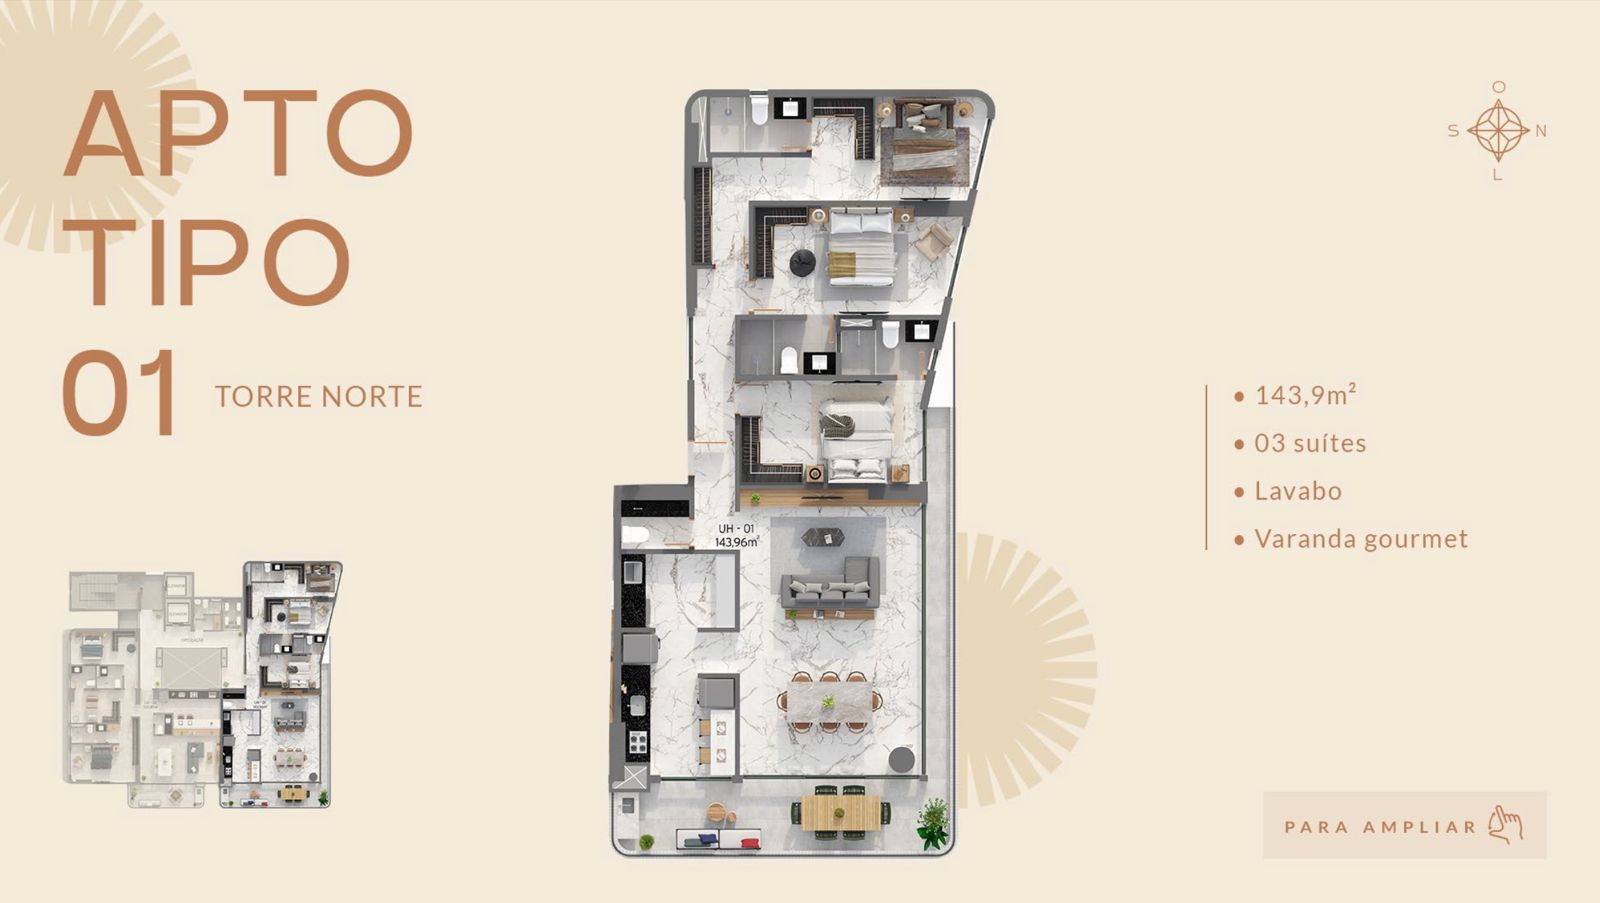 APTO
TIPO
01 TORRE NORTE
O
S N
L
• 143,9m²
• 03 suítes
• Lavabo
• Varanda gourmet
UH - 01
143,96m²
PARA AMPLIAR